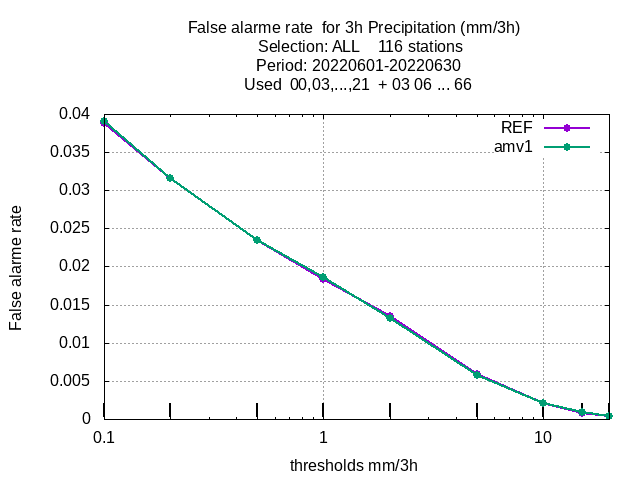 False alarme rate  for 3h Precipitation (mm/3h)
Selection: ALL    116 stations
Period: 20220601-20220630
Used  00,03,...,21  + 03 06 ... 66
REF
amv1
0.04
0.035
0.03
0.025
0.02
0.015
0.01
0.005
0
False alarme rate
0.1
1
10
thresholds mm/3h